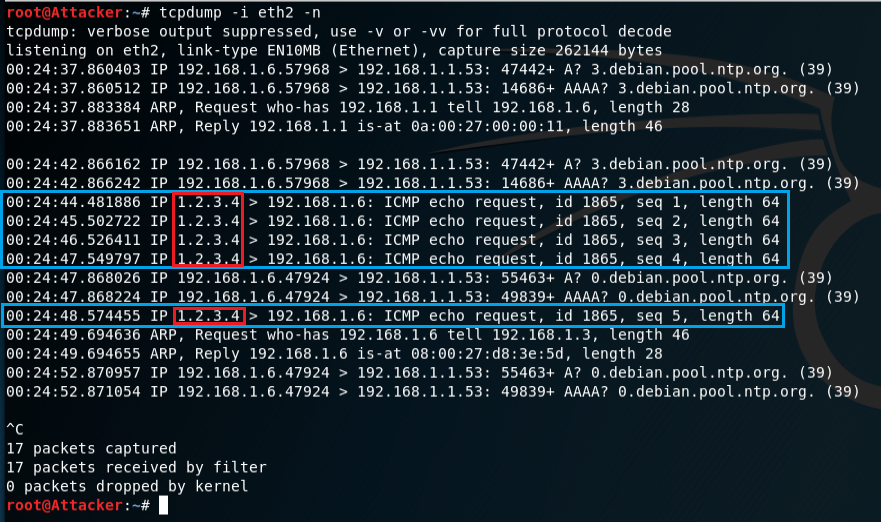 root@Attacker:~# tcpdump -i eth2 -n
tcpdump: verbose output suppressed, use -v or -vv for full protocol decode
listening on eth2, link-type EN10MB (Ethernet), capture size 262144 bytes
00:24:37.860403 IP 192.168.1.6.57968 > 192.168.1.1.53: 47442+ A? 3.debian.pool.ntp.org. (39)
00:24:37.860512 IP 192.168.1.6.57968 > 192.168.1.1.53: 14686+ AAAA? 3.debian.pool.ntp.org. (39)
00:24:37.883384 ARP, Request who-has 192.168.1.1 tell 192.168.1.6, length 28
00:24:37.883651 ARP, Reply 192.168.1.1 is-at 0a:00:27:00:00:11, length 46
00:24:42.866162 IP 192.168.1.6.57968 > 192.168.1.1.53: 47442+ A? 3.debian.pool.ntp.org. (39)
00:24:42.866242 IP 192.168.1.6.57968 > 192.168.1.1.53: 14686+ AAAA? 3.debian.pool.ntp.org. (39)
00:24:44.481886 IP 1.2.3.4 > 192.168.1.6: ICMP echo request, id 1865, seq 1, length 64
00:24:45.502722 IP 1.2.3.4 > 192.168.1.6: ICMP echo request, id 1865, seq 2, length 64
00:24:46.526411 IP 1.2.3.4 > 192.168.1.6: ICMP echo request, id 1865, seq 3, length 64
00:24:47.549797 IP 1.2.3.4 > 192.168.1.6: ICMP echo request, id 1865, seq 4, length 64
00:24:47.868026 IP 192.168.1.6.47924 > 192.168.1.1.53: 55463+ A? 0.debian.pool.ntp.org. (39)
00:24:47.868224 IP 192.168.1.6.47924 > 192.168.1.1.53: 49839+ AAAA? 0.debian.pool.ntp.org. (39)
00:24:48.574455 IP 1.2.3.4 > 192.168.1.6: ICMP echo request, id 1865, seq 5, length 64
00:24:49.694636 ARP, Request who-has 192.168.1.6 tell 192.168.1.3, length 46
00:24:49.694655 ARP, Reply 192.168.1.6 is-at 08:00:27:d8:3e:5d, length 28
00:24:52.870957 IP 192.168.1.6.47924 > 192.168.1.1.53: 55463+ A? 0.debian.pool.ntp.org. (39)
00:24:52.871054 IP 192.168.1.6.47924 > 192.168.1.1.53: 49839+ AAAA? 0.debian.pool.ntp.org. (39)
^C
17 packets captured
17 packets received by filter
0 packets dropped by kernel
root@Attacker:~#